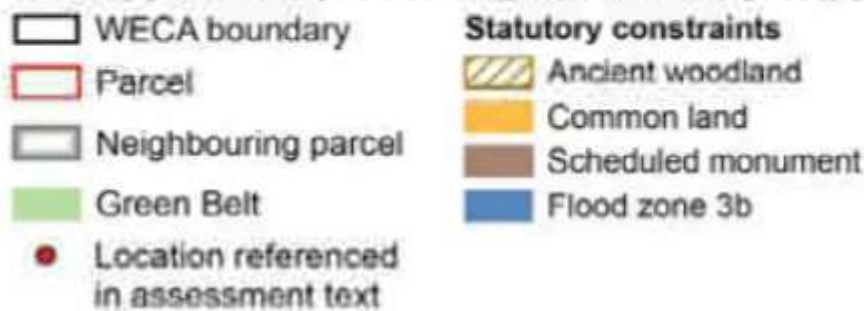 WECA boundary
Parcel
Neighbouring parcel
Green Belt
Location referenced
in assessment text
Statutory constraints
Ancient woodland
Common land
Scheduled monument
Flood zone 3b